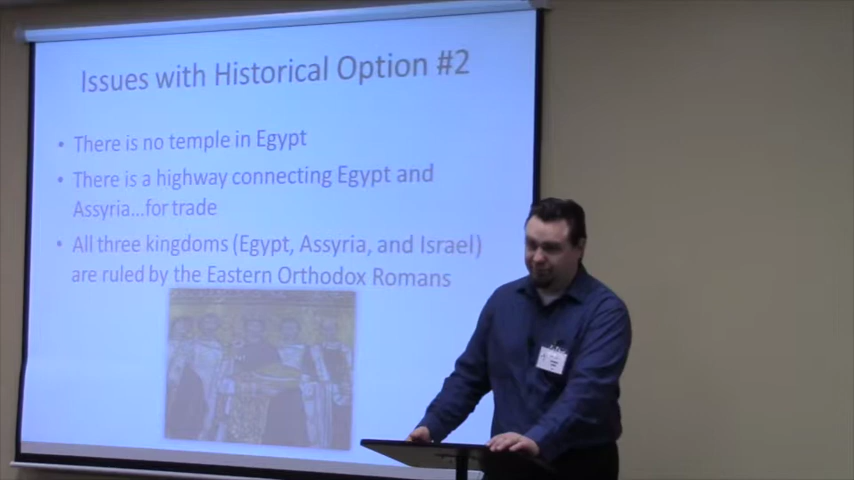 Issues with Historical Option #2
• There is no temple in Egypt
• There is a highway connecting Egypt and
Assyria...for trade
• All three kingdoms (Egypt, Assyria, and Israel)
are ruled by the Eastern Orthodox Romans